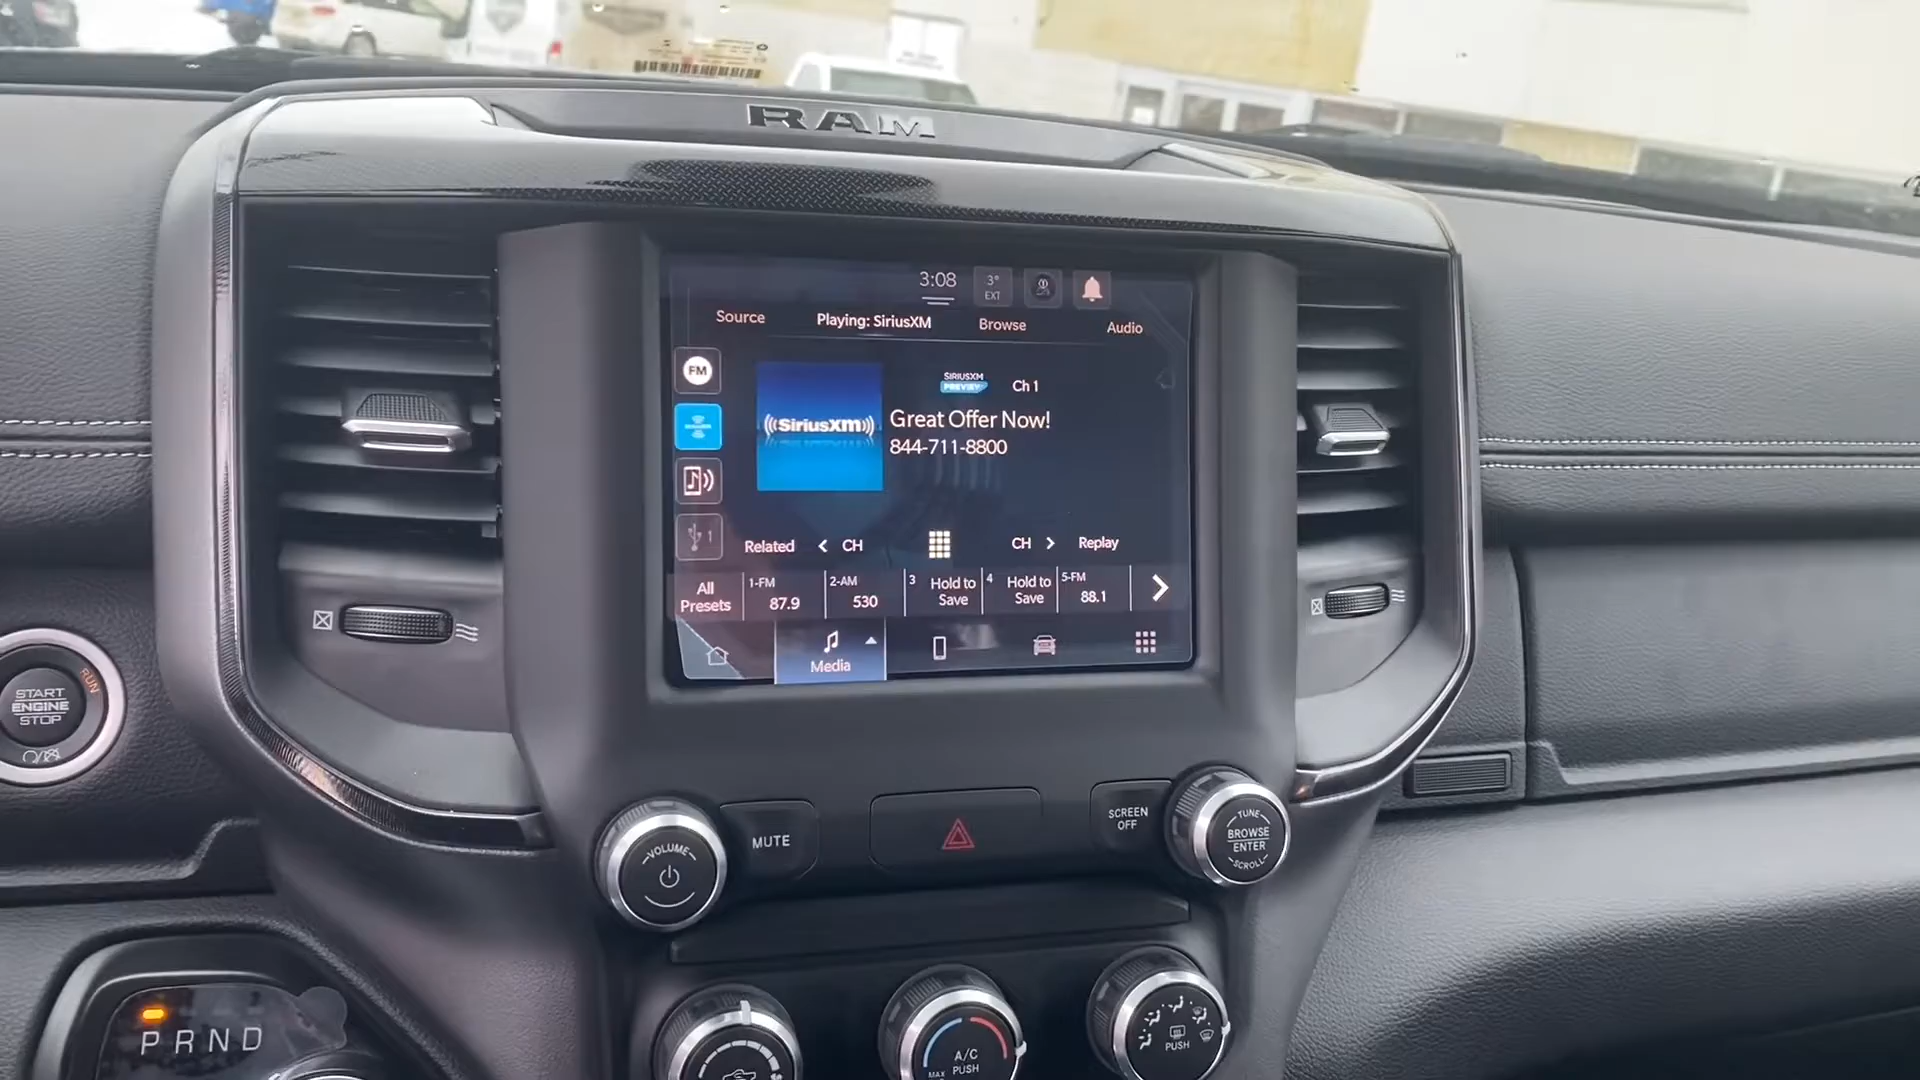 RAM
3:08
3°
EXT
Source
Playing: SiriusXM
Browse
Audio
FM
SIRIUSXM
PREVIEW
Ch 1
((SiriusXM))
Great Offer Now!
844-711-8800
1
Related
CH
CH
Replay
All
Presets
1-FM
87.9
2-AM
530
3
Hold to
Save
4
Hold to
Save
5-FM
88.1
Media
START
ENGINE
STOP
RUN
VOLUME
MUTE
SCREEN
OFF
TUNE
BROWSE
ENTER
SCROLL
P R N D
A/C
PUSH
MAX
PUSH